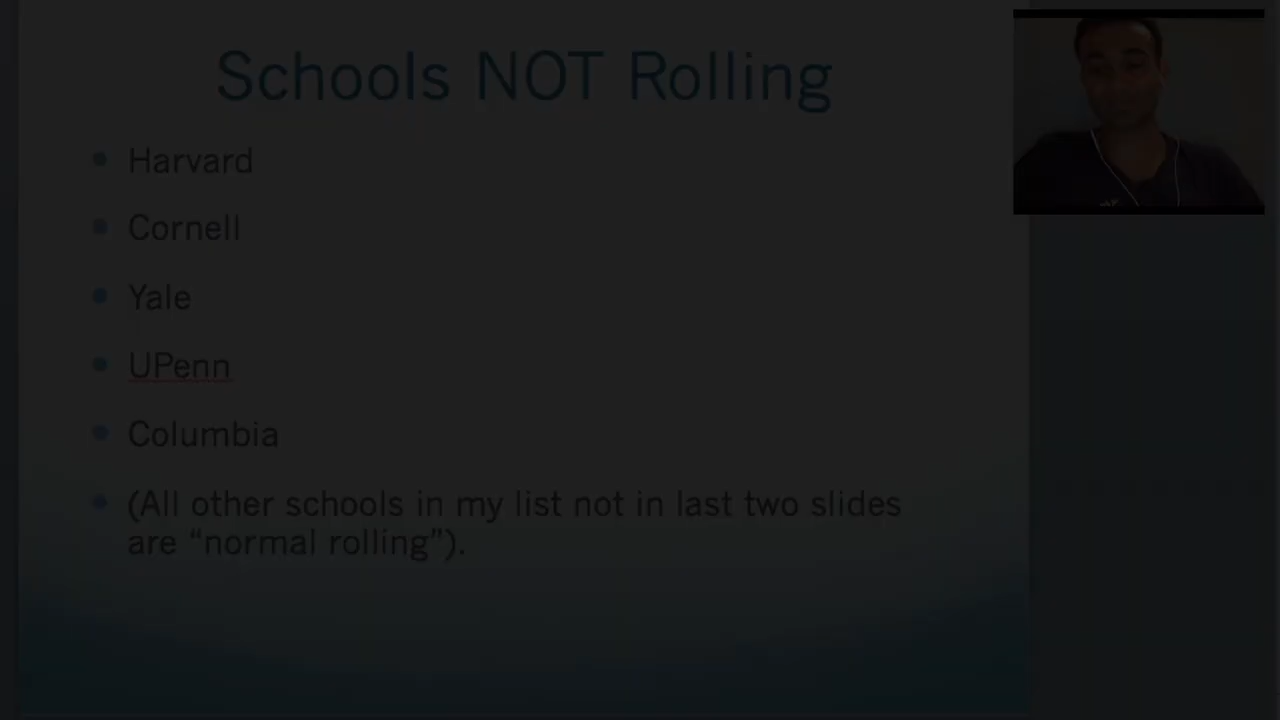 Schools NOT Rolling
Harvard
Cornell
Yale
UPenn
Columbia
(All other schools in my list not in last two slides
are “normal rolling”).